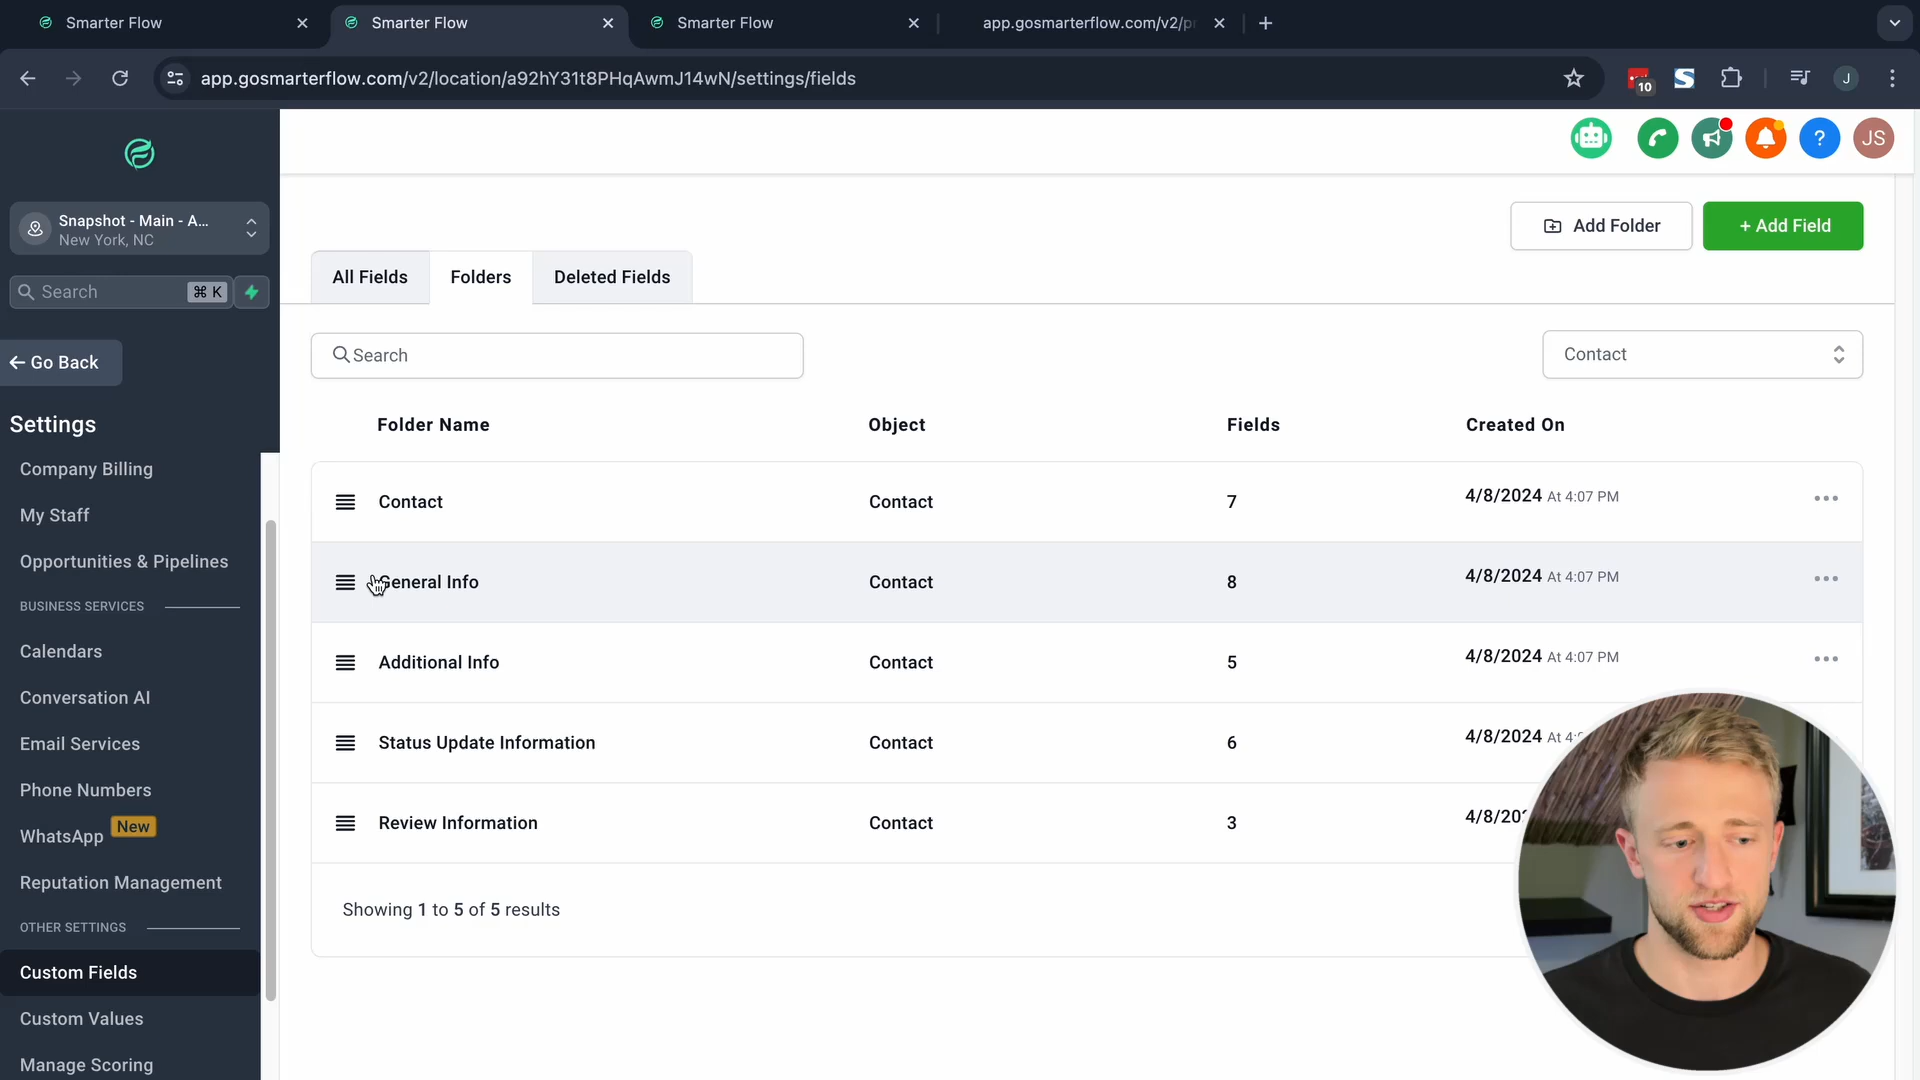 Smarter Flow
Smarter Flow
Smarter Flow
app.gosmarterflow.com/v2/pr
app.gosmarterflow.com/v2/location/a92hY31t8PHqAwmJ14wN/settings/fields
10
J
Snapshot - Main - A...
New York, NC
JS
Search ⌘ K
Go Back
Settings
Company Billing
My Staff
Opportunities & Pipelines
BUSINESS SERVICES
Calendars
Conversation AI
Email Services
Phone Numbers
WhatsApp New
Reputation Management
OTHER SETTINGS
Custom Fields
Custom Values
Manage Scoring
Add Folder
+ Add Field
All Fields
Folders
Deleted Fields
Search
Contact
Folder Name Object Fields Created On
Contact Contact 7 4/8/2024 At 4:07 PM
General Info Contact 8 4/8/2024 At 4:07 PM
Additional Info Contact 5 4/8/2024 At 4:07 PM
Status Update Information Contact 6 4/8/2024 At
Review Information Contact 3
Showing 1 to 5 of 5 results